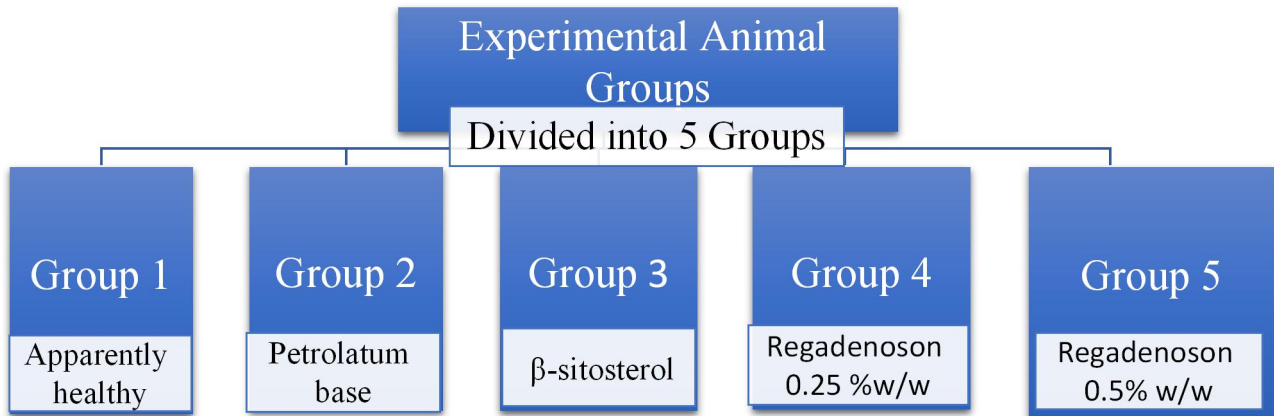 Experimental Animal
Groups
Divided into 5 Groups
Group 1
Apparently
healthy
Group 2
Petrolatum
base
Group 3
β-sitosterol
Group 4
Regadenoson
0.25 %w/w
Group 5
Regadenoson
0.5% w/w